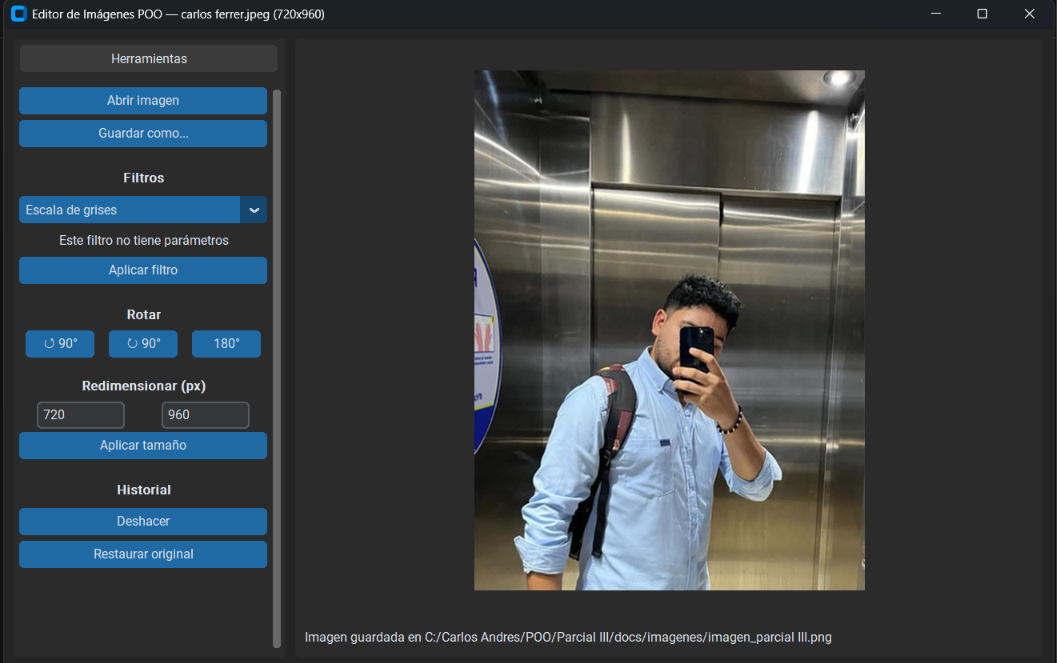 Editor de Imágenes POO — carlos ferrer.jpeg (720x960)
Herramientas
Abrir imagen
Guardar como...
Filtros
Escala de grises
Este filtro no tiene parámetros
Aplicar filtro
Rotar
↺ 90°
↻ 90°
180°
Redimensionar (px)
720
960
Aplicar tamaño
Historial
Deshacer
Restaurar original
Imagen guardada en C:/Carlos Andres/POO/Parcial III/docs/imagenes/imagen_parcial III.png